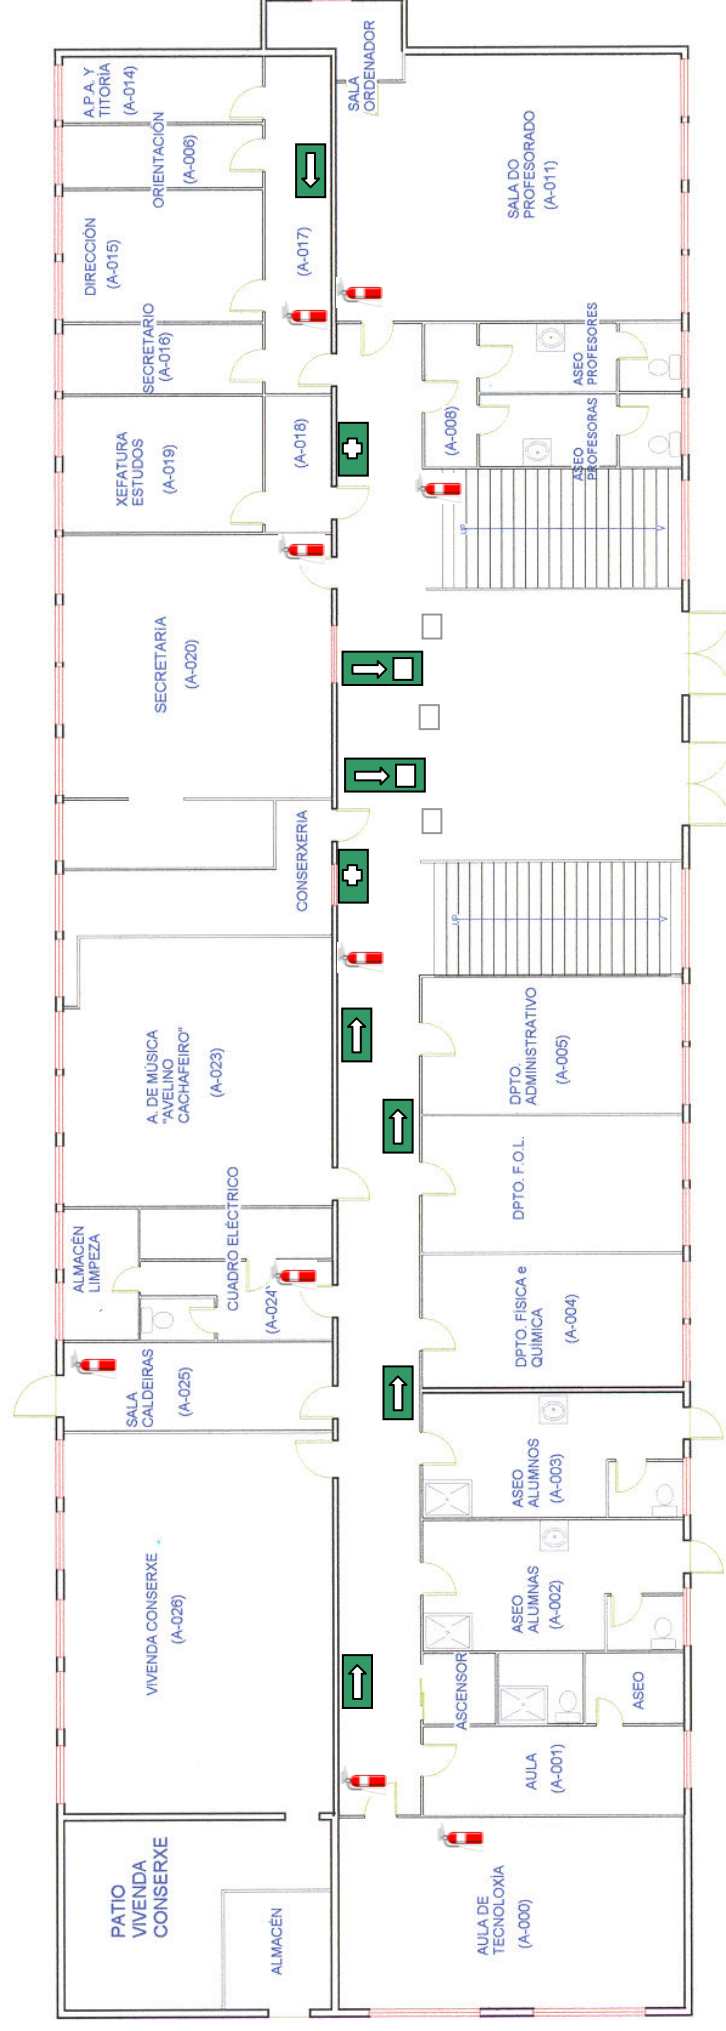 A.P.A. Y
TITORÍA
(A-014)
SALA
ORDENADOR
ORIENTACIÓN
(A-006)
SALA DO
PROFESORADO
(A-011)
DIRECCIÓN
(A-015)
(A-017)
SECRETARIO
(A-016)
ASEO
PROFESORES
(A-008)
ASEO
PROFESORAS
XEFATURA
ESTUDOS
(A-019)
(A-018)
UP
V
SECRETARÍA
(A-020)
CONSERXERIA
UP
V
A. DE MÚSICA
"AVELINO
CACHAFEIRO"
(A-023)
DPTO.
ADMINISTRATIVO
(A-005)
DPTO. F.O.L.
ALMACÉN
LIMPEZA
CUADRO ELÉCTRICO
(A-024)
DPTO. FÍSICA e
QUÍMICA
(A-004)
SALA
CALDEIRAS
(A-025)
ASEO
ALUMNOS
(A-003)
VIVENDA CONSERXE
(A-026)
ASEO
ALUMNAS
(A-002)
ASCENSOR
ASEO
AULA
(A-001)
PATIO
VIVENDA
CONSERXE
ALMACÉN
AULA DE
TECNOLOXÍA
(A-000)